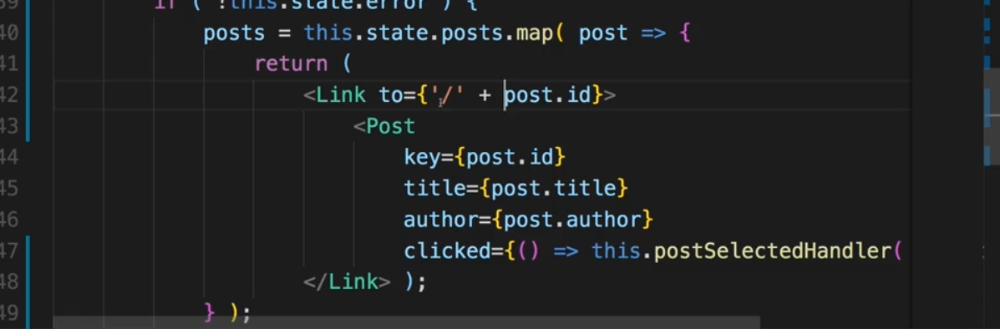 39 if ( !this.state.error ) {
40 posts = this.state.posts.map( post => {
41 return (
42 <Link to={'/' + post.id}>
43 <Post
44 key={post.id}
45 title={post.title}
46 author={post.author}
47 clicked={() => this.postSelectedHandler(
48 </Link> );
49 } );